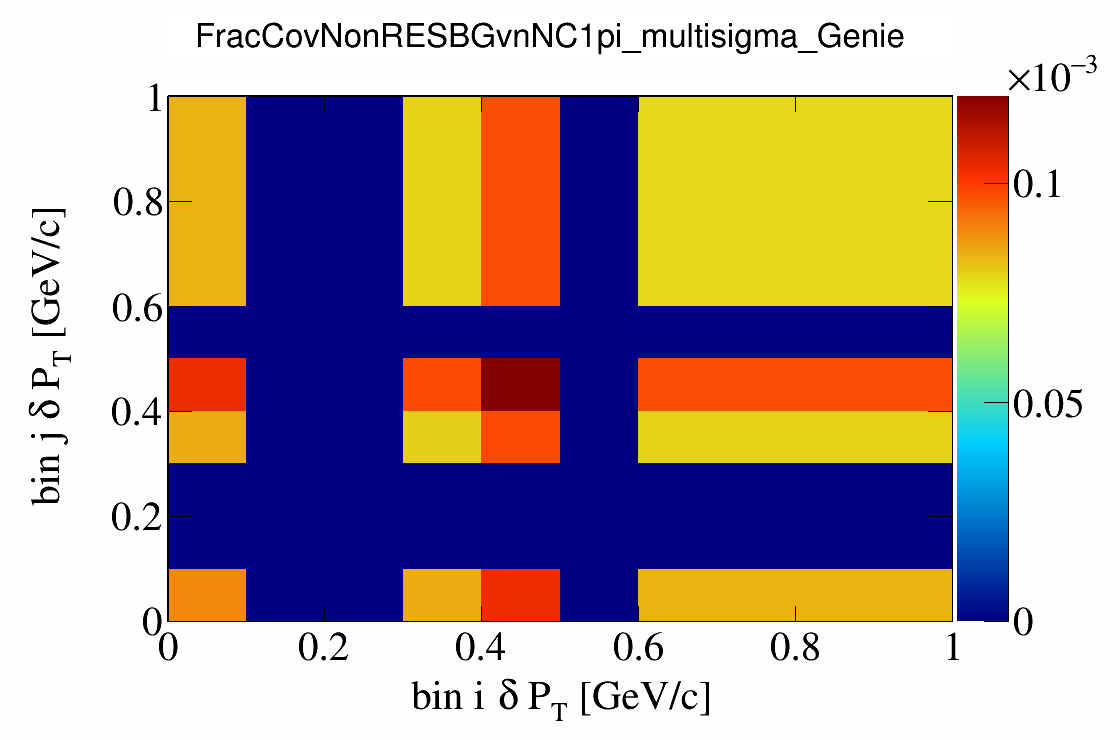 FracCovNonRESBGvnNC1pi_multisigma_Genie
×10⁻³
bin j δ P_T [GeV/c]
1
0.8
0.6
0.4
0.2
0
0 0.2 0.4 0.6 0.8 1
bin i δ P_T [GeV/c]
0.1
0.05
0